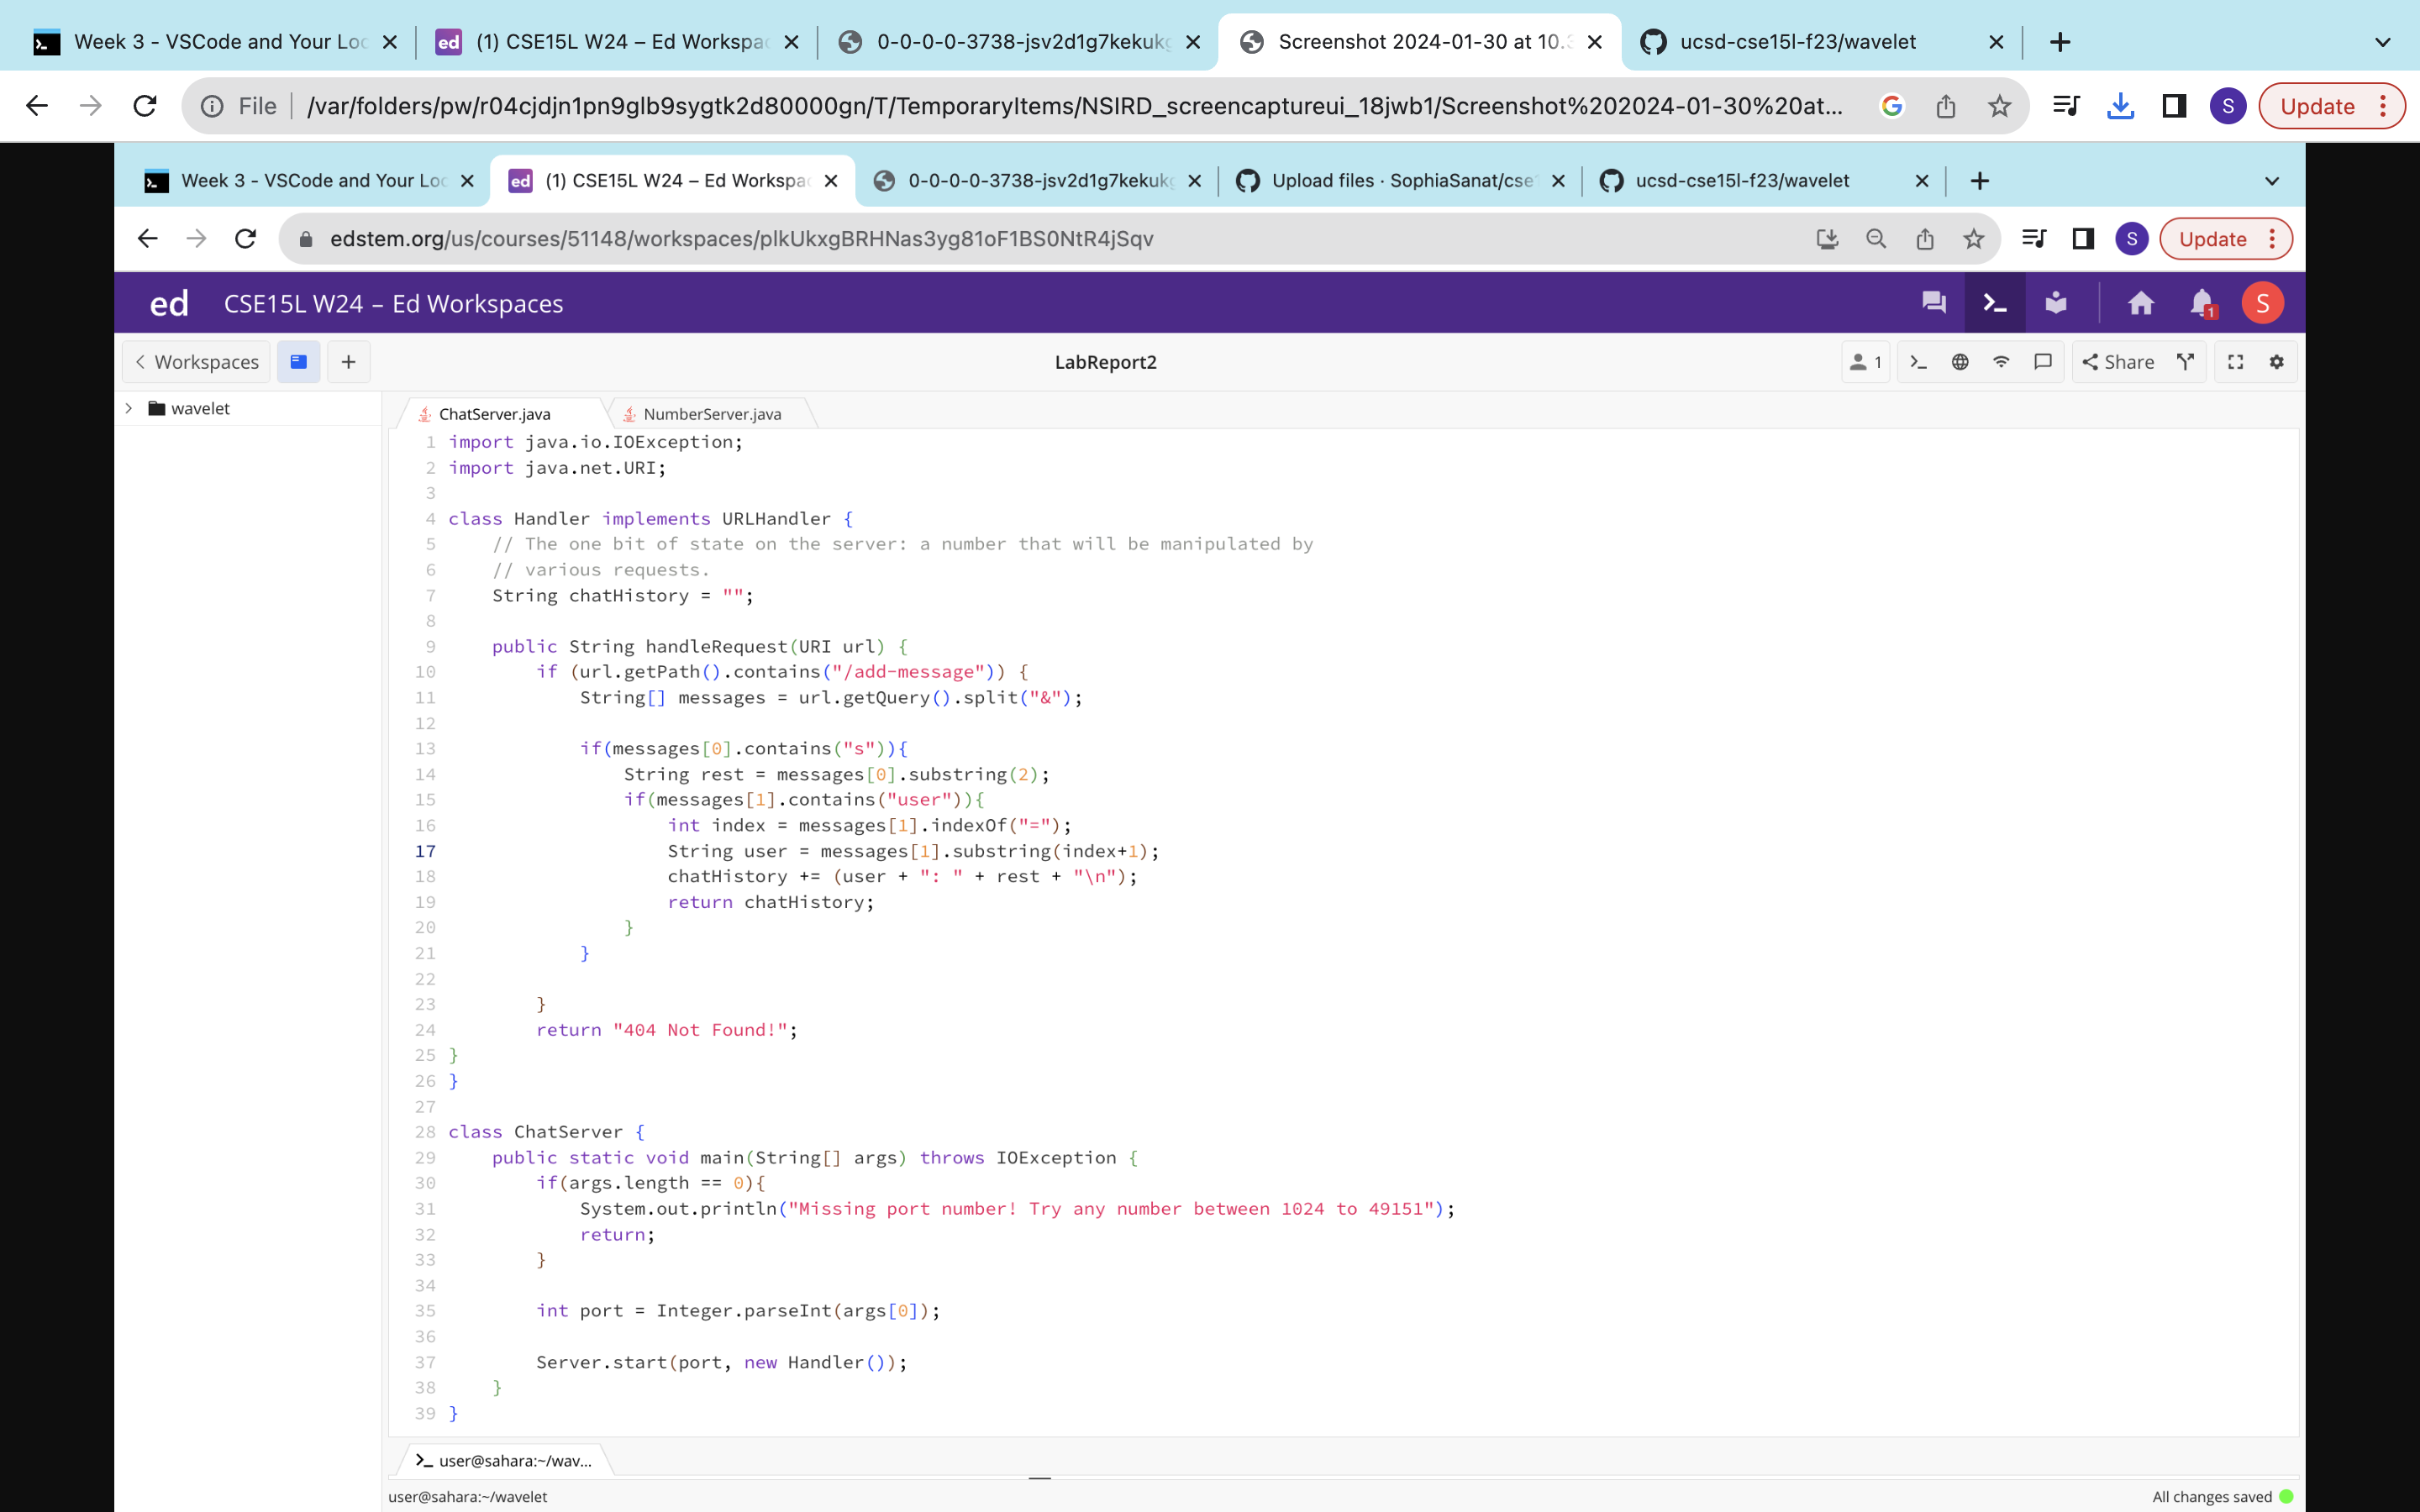 Week 3 - VSCode and Your Loc
(1) CSE15L W24 – Ed Workspac
0-0-0-0-3738-jsv2d1g7kekukg
Screenshot 2024-01-30 at 10.3
ucsd-cse15l-f23/wavelet
File
/var/folders/pw/r04cjdjn1pn9glb9sygtk2d80000gn/T/TemporaryItems/NSIRD_screencaptureui_18jwb1/Screenshot%202024-01-30%20at...
S
Update
Week 3 - VSCode and Your Loc
ed
(1) CSE15L W24 – Ed Workspac
0-0-0-0-3738-jsv2d1g7kekukg
Upload files · SophiaSanat/cse1
ucsd-cse15l-f23/wavelet
edstem.org/us/courses/51148/workspaces/plkUkxgBRHNas3yg81oF1BS0NtR4jSqv
S
Update
ed CSE15L W24 – Ed Workspaces
1
S
Workspaces
LabReport2
1
Share
wavelet
ChatServer.java
NumberServer.java
1 import java.io.IOException;
2 import java.net.URI;
3
4 class Handler implements URLHandler {
5 // The one bit of state on the server: a number that will be manipulated by
6 // various requests.
7 String chatHistory = "";
8
9 public String handleRequest(URI url) {
10 if (url.getPath().contains("/add-message")) {
11 String[] messages = url.getQuery().split("&");
12
13 if(messages[0].contains("s")){
14 String rest = messages[0].substring(2);
15 if(messages[1].contains("user")){
16 int index = messages[1].indexOf("=");
17 String user = messages[1].substring(index+1);
18 chatHistory += (user + ": " + rest + "\n");
19 return chatHistory;
20 }
21 }
22
23 }
24 return "404 Not Found!";
25 }
26 }
27
28 class ChatServer {
29 public static void main(String[] args) throws IOException {
30 if(args.length == 0){
31 System.out.println("Missing port number! Try any number between 1024 to 49151");
32 return;
33 }
34
35 int port = Integer.parseInt(args[0]);
36
37 Server.start(port, new Handler());
38 }
39 }
user@sahara:~/wav...
user@sahara:~/wavelet
All changes saved